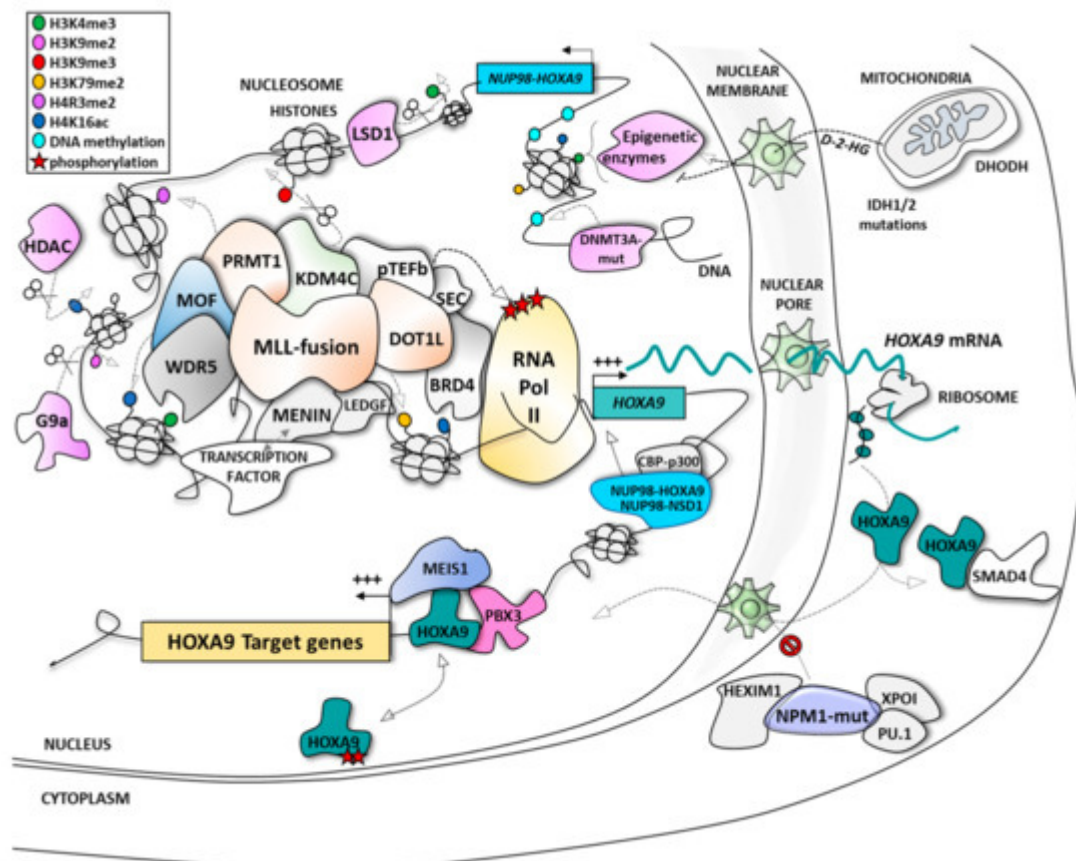 H3K4me3
H3K9me2
H3K9me3
H3K79me2
H4R3me2
H4K16ac
DNA methylation
phosphorylation
NUCLEOSOME
HISTONES
LSD1
NUP98-HOXA9
Epigenetic
enzymes
DNMT3A-
mut
DNA
NUCLEAR
MEMBRANE
MITOCHONDRIA
D-2-HG
DHODH
IDH1/2
mutations
HDAC
G9a
PRMT1
KDM4C
pTEFb
SEC
MOF
WDR5
MLL-fusion
DOT1L
BRD4
MENIN
LEDGF
TRANSCRIPTION
FACTOR
RNA
Pol
II
+++
HOXA9
NUCLEAR
PORE
HOXA9 mRNA
RIBOSOME
CBP-p300
NUP98-HOXA9
NUP98-NSD1
HOXA9
HOXA9
SMAD4
+++
MEIS1
HOXA9
PBX3
HOXA9 Target genes
HOXA9
HEXIM1
NPM1-mut
XPOI
PU.1
NUCLEUS
CYTOPLASM